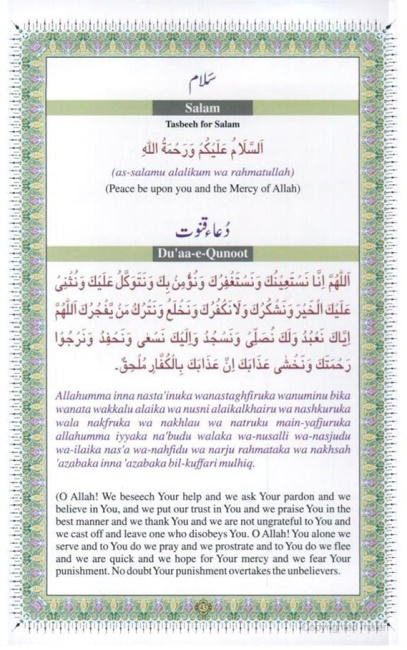 سَلام
Salam
Tasbeeh for Salam
اَلسَّلَامُ عَلَيْكُمْ وَرَحْمَةُ اللّٰهِ
(as-salamu alalikum wa rahmatullah)
(Peace be upon you and the Mercy of Allah)
دُعاءِ قنوت
Du'aa-e-Qunoot
اَللّٰهُمَّ اِنَّا نَسْتَعِيْنُكَ وَنَسْتَغْفِرُكَ وَنُؤْمِنُ بِكَ وَنَتَوَكَّلُ عَلَيْكَ وَنُثْنِىْ
عَلَيْكَ الْخَيْرَ وَنَشْكُرُكَ وَلَا نَكْفُرُكَ وَنَخْلَعُ وَنَتْرُكُ مَنْ يَّفْجُرُكَ اَللّٰهُمَّ
اِيَّاكَ نَعْبُدُ وَلَكَ نُصَلِّىْ وَنَسْجُدُ وَاِلَيْكَ نَسْعٰى وَنَحْفِدُ وَنَرْجُوْا
رَحْمَتَكَ وَنَخْشٰى عَذَابَكَ اِنَّ عَذَابَكَ بِالْكُفَّارِ مُلْحِقٌ۔
Allahumma inna nasta'inuka wanastaghfiruka wanuminu bika
wanata wakkalu alaika wa nusni alaikalkhairu wa nashkuruka
wala nakfruka wa nakhlau wa natruku main-yafjuruka
allahumma iyyaka na'budu walaka wa-nusalli wa-nasjudu
wa-ilaika nas'a wa-nahfidu wa narju rahmataka wa nakhsah
'azabaka inna 'azabaka bil-kuffari mulhiq.
(O Allah! We beseech Your help and we ask Your pardon and we
believe in You, and we put our trust in You and we praise You in the
best manner and we thank You and we are not ungrateful to You and
we cast off and leave one who disobeys You. O Allah! You alone we
serve and to You do we pray and we prostrate and to You do we flee
and we are quick and we hope for Your mercy and we fear Your
punishment. No doubt Your punishment overtakes the unbelievers.